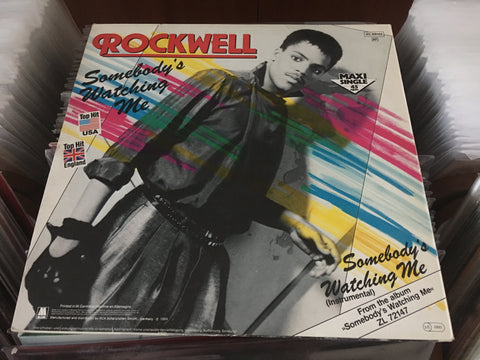 ROCKWELL
Somebody's
Watching
Me
Top Hit
USA
Top Hit
England
MAXI
SINGLE
45
Somebody's
Watching Me
(Instrumental)
From the album
»Somebody's Watching Me«
ZL 72147